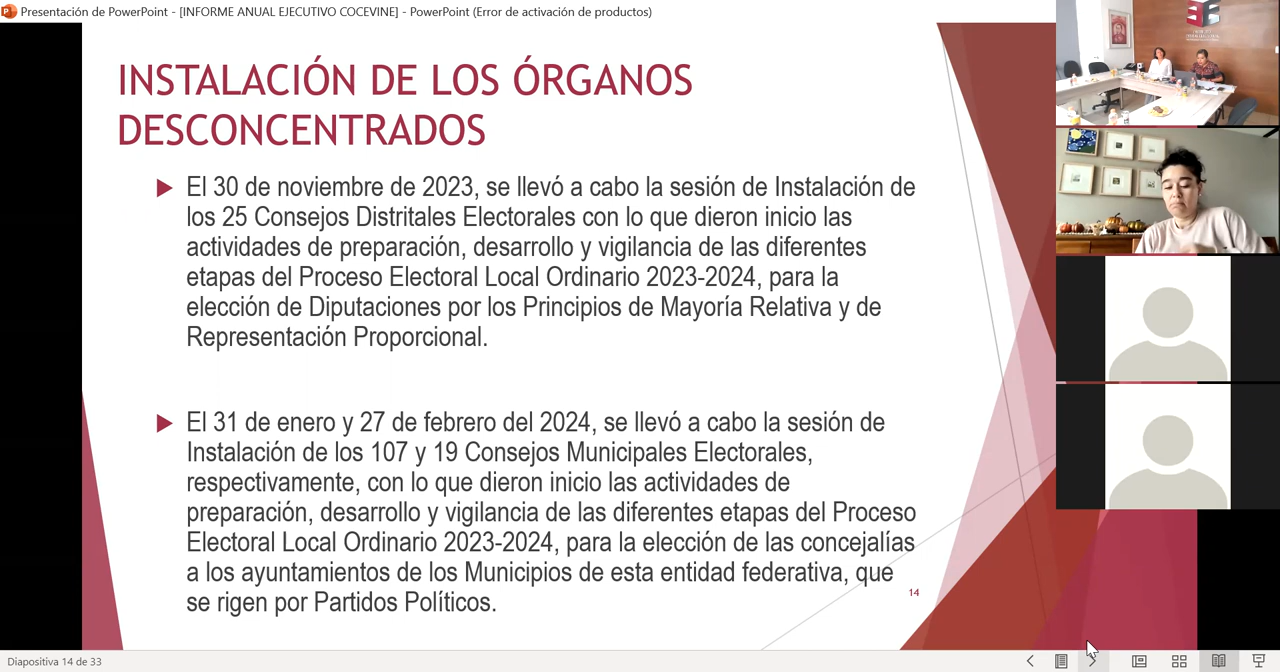 Presentación de PowerPoint - [INFORME ANUAL EJECUTIVO COCEVINE] - PowerPoint (Error de activación de productos)
INSTALACIÓN DE LOS ÓRGANOS
DESCONCENTRADOS
El 30 de noviembre de 2023, se llevó a cabo la sesión de Instalación de
los 25 Consejos Distritales Electorales con lo que dieron inicio las
actividades de preparación, desarrollo y vigilancia de las diferentes
etapas del Proceso Electoral Local Ordinario 2023-2024, para la
elección de Diputaciones por los Principios de Mayoría Relativa y de
Representación Proporcional.
El 31 de enero y 27 de febrero del 2024, se llevó a cabo la sesión de
Instalación de los 107 y 19 Consejos Municipales Electorales,
respectivamente, con lo que dieron inicio las actividades de
preparación, desarrollo y vigilancia de las diferentes etapas del Proceso
Electoral Local Ordinario 2023-2024, para la elección de las concejalías
a los ayuntamientos de los Municipios de esta entidad federativa, que
se rigen por Partidos Políticos.
14
Diapositiva 14 de 33